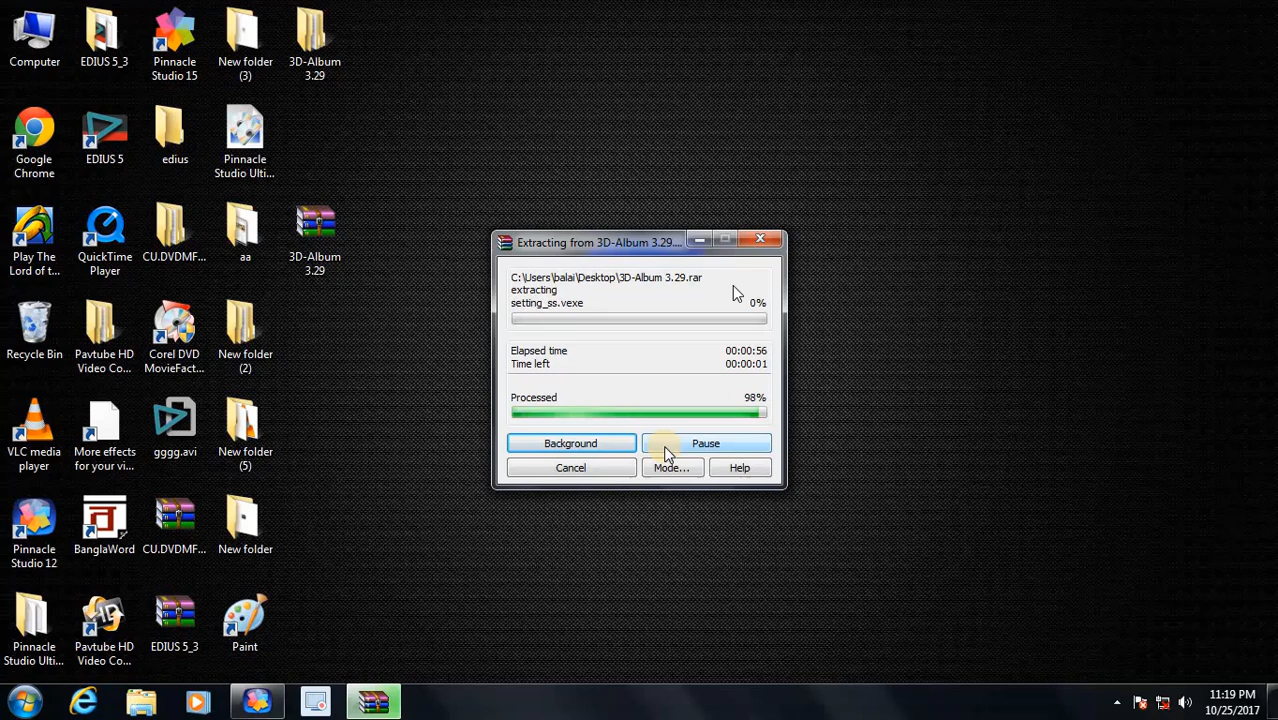 Computer
EDIUS 5_3
Pinnacle
Studio 15
New folder
(3)
3D-Album
3.29
Google
Chrome
EDIUS 5
edius
Pinnacle
Studio Ulti...
Play The
Lord of t...
QuickTime
Player
CU.DVDMF...
aa
3D-Album
3.29
Recycle Bin
Pavtube HD
Video Co...
Corel DVD
MovieFact...
New folder
(2)
VLC media
player
More effects
for your vi...
gggg.avi
New folder
(5)
Pinnacle
Studio 12
BanglaWord
CU.DVDMF...
New folder
Pinnacle
Studio Ulti...
Pavtube HD
Video Co...
EDIUS 5_3
Paint
Extracting from 3D-Album 3.29....
C:\Users\balai\Desktop\3D-Album 3.29.rar
extracting
setting_ss.vexe 0%
Elapsed time 00:00:56
Time left 00:00:01
Processed 98%
Background Pause
Cancel Mode... Help
11:19 PM
10/25/2017